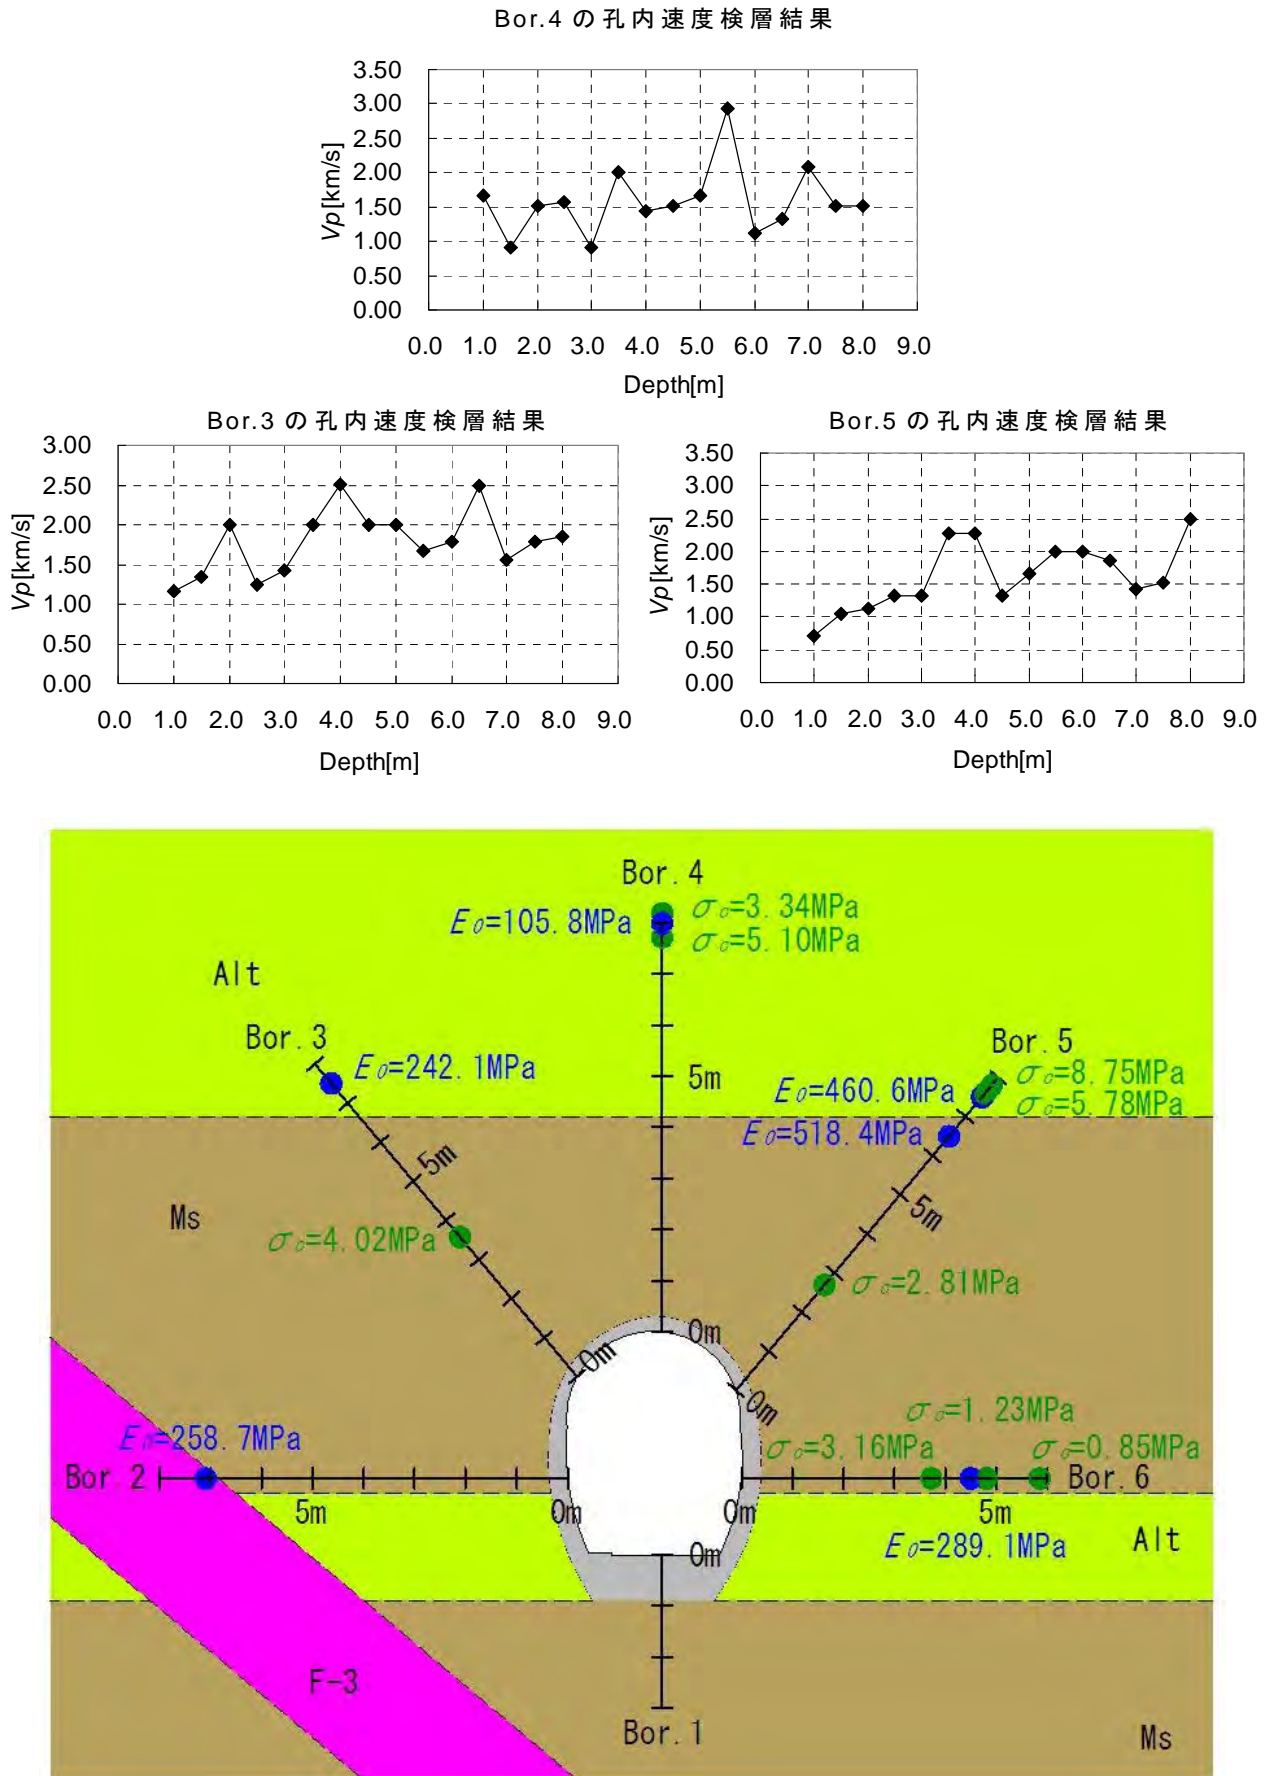 Bor.4 の孔内速度検層結果
3.50
3.00
2.50
2.00
1.50
1.00
0.50
0.00
Vp[km/s]
0.0 1.0 2.0 3.0 4.0 5.0 6.0 7.0 8.0 9.0
Depth[m]
Bor.3 の孔内速度検層結果
3.00
2.50
2.00
1.50
1.00
0.50
0.00
Vp[km/s]
0.0 1.0 2.0 3.0 4.0 5.0 6.0 7.0 8.0 9.0
Depth[m]
Bor.5 の孔内速度検層結果
3.50
3.00
2.50
2.00
1.50
1.00
0.50
0.00
Vp[km/s]
0.0 1.0 2.0 3.0 4.0 5.0 6.0 7.0 8.0 9.0
Depth[m]
Bor.4
E0=105.8MPa
σc=3.34MPa
σc=5.10MPa
Alt
Bor.3
E0=242.1MPa
5m
Bor.5
σc=8.75MPa
E0=460.6MPa
σc=5.78MPa
E0=518.4MPa
5m
5m
Ms
σc=4.02MPa
σc=2.81MPa
0m
0m
0m
σc=1.23MPa
E0=258.7MPa
σc=3.16MPa
σc=0.85MPa
Bor.2
Bor.6
5m
0m
0m
5m
0m
E0=289.1MPa
Alt
F-3
Bor.1
Ms